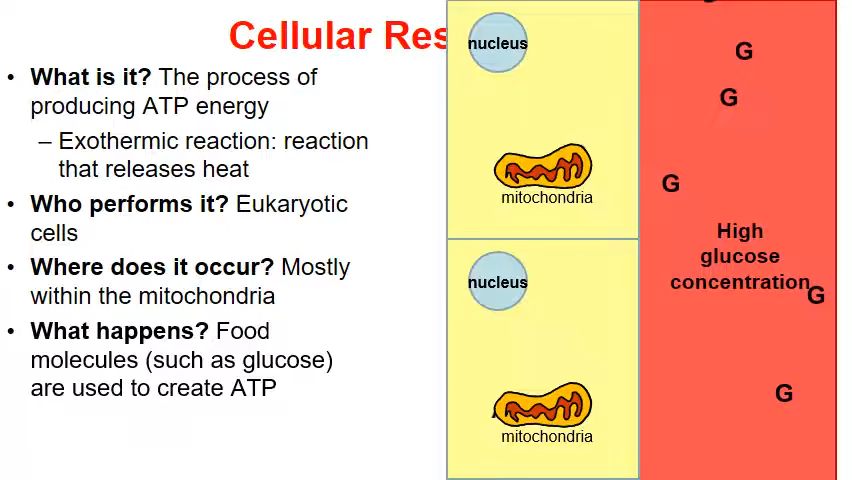 Cellular Res
• What is it? The process of
producing ATP energy
– Exothermic reaction: reaction
that releases heat
• Who performs it? Eukaryotic
cells
• Where does it occur? Mostly
within the mitochondria
• What happens? Food
molecules (such as glucose)
are used to create ATP
nucleus
mitochondria
nucleus
mitochondria
G
G
G
High
glucose
concentration
G
G